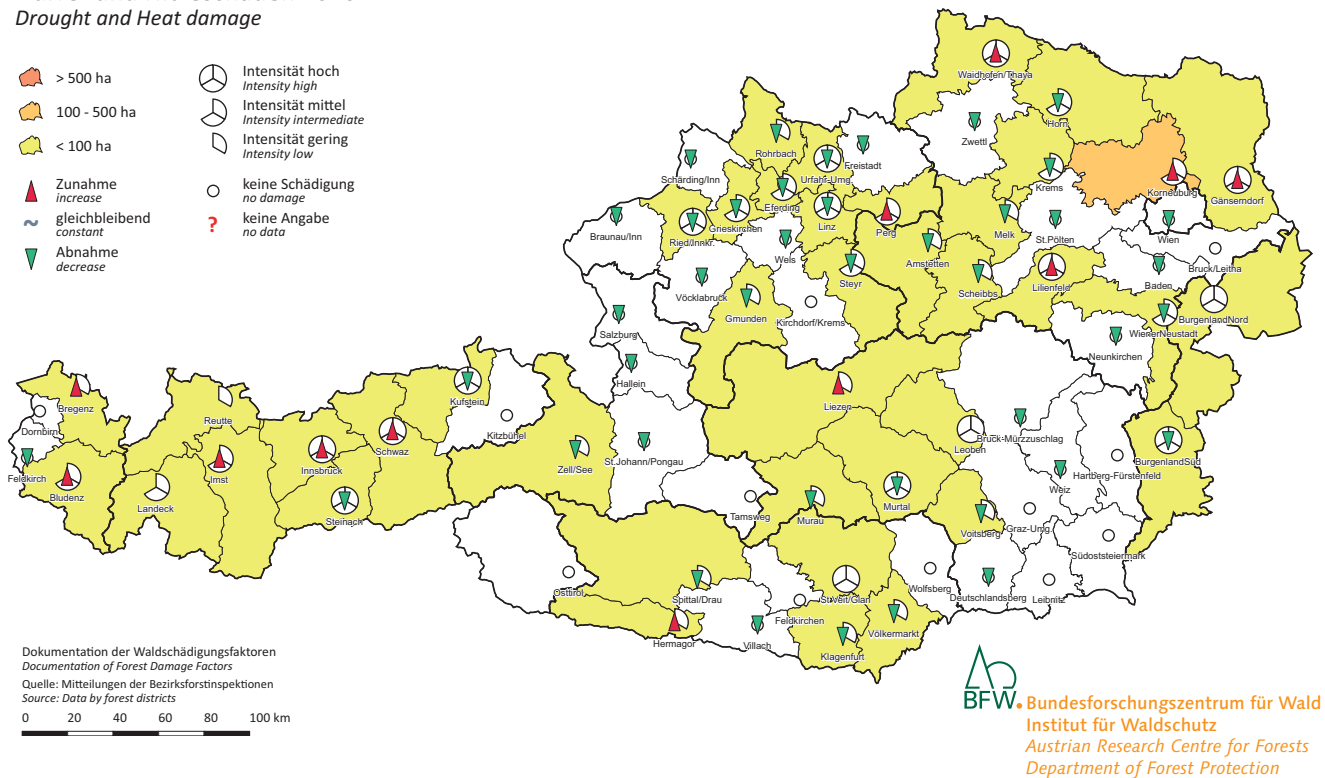 Drought and Heat damage
> 500 ha
100 - 500 ha
< 100 ha
Zunahme
increase
~ gleichbleibend
constant
Abnahme
decrease
Intensität hoch
Intensity high
Intensität mittel
Intensity intermediate
Intensität gering
Intensity low
keine Schädigung
no damage
? keine Angabe
no data
Waidhofen/Thaya
Horn
Zwettl
Rohrbach
Freistadt
Schärding/Inn
Urfahr-Umg.
Krems
Korneuburg
Gänserndorf
Eferding
Grieskirchen
Linz
Perg
Melk
St.Pölten
Wien
Braunau/Inn
Ried/Innkr.
Wels
Amstetten
Bruck/Leitha
Steyr
Scheibbs
Lilienfeld
Baden
Vöcklabruck
Gmunden
Kirchdorf/Krems
BurgenlandNord
WienerNeustadt
Salzburg
Neunkirchen
Hallein
Bregenz
Reutte
Kufstein
Liezen
Dornbirn
Kitzbühel
Bruck-Mürzzuschlag
Leoben
Schwaz
Innsbruck
Feldkirch
Imst
Zell/See
St.Johann/Pongau
BurgenlandSüd
Hartberg-Fürstenfeld
Bludenz
Landeck
Weiz
Steinach
Tamsweg
Murau
Murtal
Voitsberg
Graz-Umg.
Südoststeiermark
Osttirol
Spittal/Drau
St.Veit/Glan
Wolfsberg
Deutschlandsberg
Leibnitz
Feldkirchen
Hermagor
Villach
Völkermarkt
Klagenfurt
Dokumentation der Waldschädigungsfaktoren
Documentation of Forest Damage Factors
Quelle: Mitteilungen der Bezirksforstinspektionen
Source: Data by forest districts
0 20 40 60 80 100 km
BFW.
Bundesforschungszentrum für Wald
Institut für Waldschutz
Austrian Research Centre for Forests
Department of Forest Protection